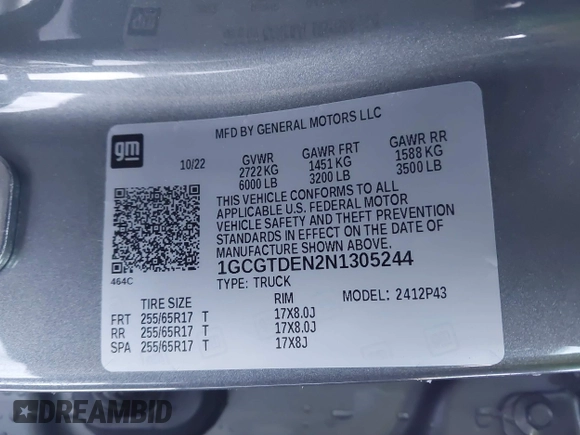 MFD BY GENERAL MOTORS LLC
gm
10/22
GVWR
2722 KG
6000 LB
GAWR FRT
1451 KG
3200 LB
GAWR RR
1588 KG
3500 LB
THIS VEHICLE CONFORMS TO ALL
APPLICABLE U.S. FEDERAL MOTOR
VEHICLE SAFETY AND THEFT PREVENTION
STANDARDS IN EFFECT ON THE DATE OF
MANUFACTURE SHOWN ABOVE.
1GCGTDEN2N1305244
464C
TYPE: TRUCK
TIRE SIZE RIM MODEL: 2412P43
FRT 255/65R17 T 17X8.0J
RR 255/65R17 T 17X8.0J
SPA 255/65R17 T 17X8J
DREAMBID